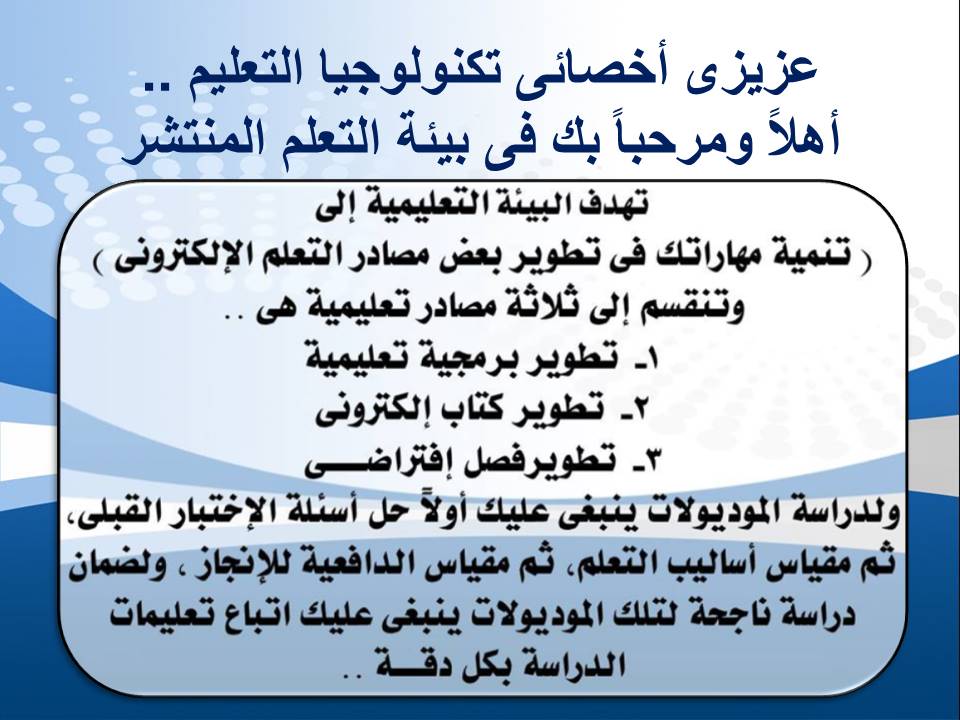 عزيزى أخصائى تكنولوجيا التعليم ..
أهلاً ومرحباً بك فى بيئة التعلم المنتشر
تهدف البيئة التعليمية إلى
( تنمية مهاراتك فى تطوير بعض مصادر التعلم الإلكترونى )
وتنقسم إلى ثلاثة مصادر تعليمية هى ..
١ـ تطوير برمجية تعليمية
٢ـ تطوير كتاب إلكترونى
٣ـ تطويرفصل إفتراضـــى
ولدراسة الموديولات ينبغى عليك أولاً حل أسئلة الإختبار القبلى،
ثم مقياس أساليب التعلم، ثم مقياس الدافعية للإنجاز ، ولضمان
دراسة ناجحة لتلك الموديولات ينبغى عليك اتباع تعليمات
الدراسة بكل دقـــة ..